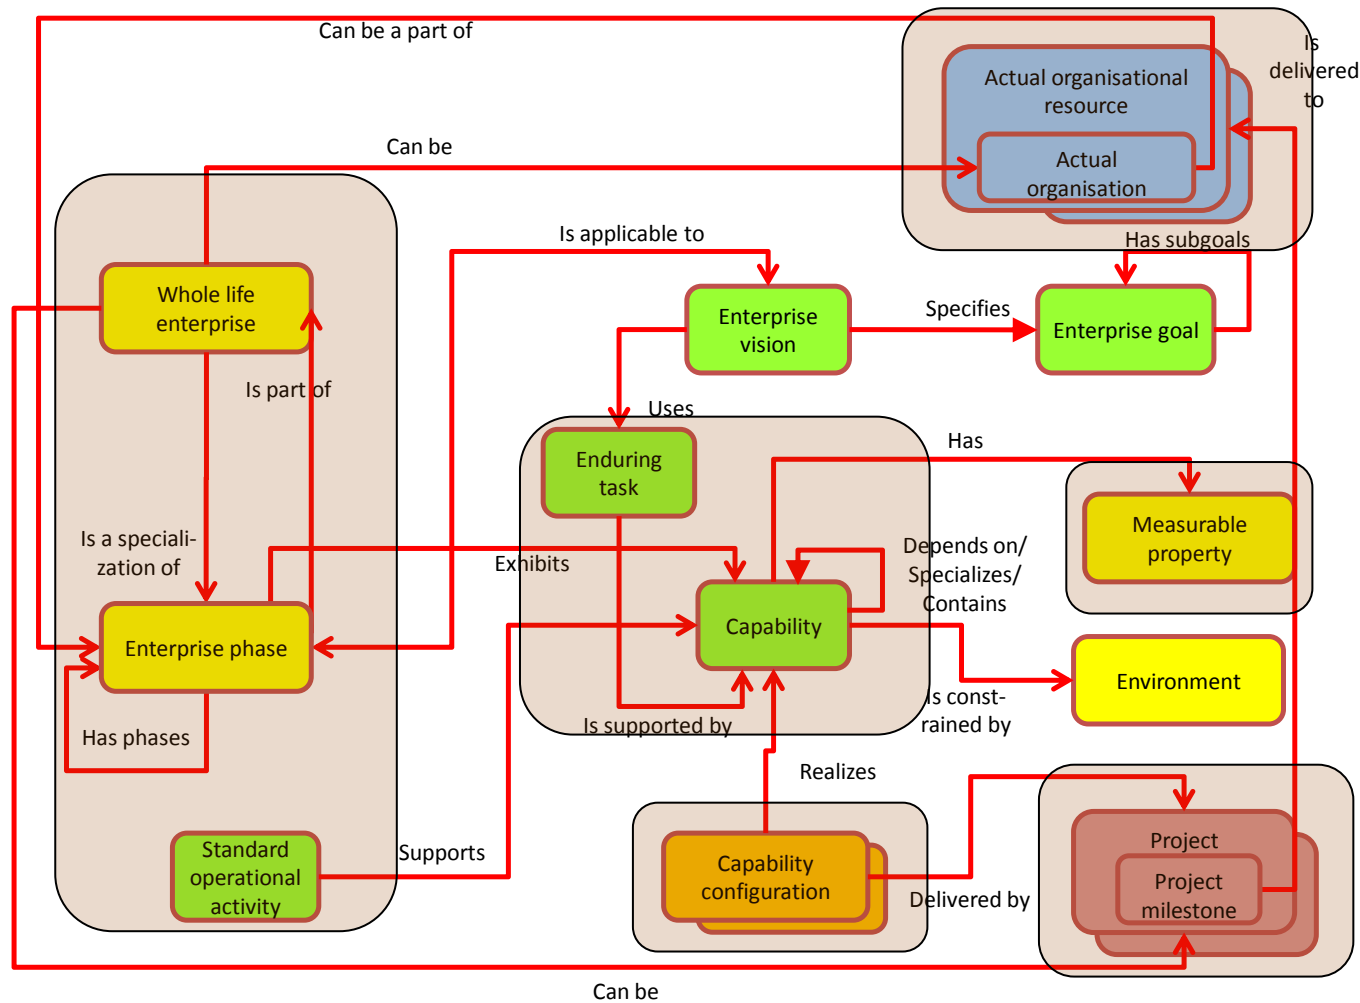 Can be a part of
Is
delivered
to
Actual organisational
resource
Actual
organisation
Can be
Is applicable to
Has subgoals
Whole life
enterprise
Enterprise
vision
Specifies
Enterprise goal
Is part of
Uses
Enduring
task
Has
Measurable
property
Is a speciali-
zation of
Exhibits
Depends on/
Specializes/
Contains
Enterprise phase
Capability
Environment
Has phases
Is supported by
Is const-
rained by
Realizes
Standard
operational
activity
Supports
Capability
configuration
Delivered by
Project
Project
milestone
Can be